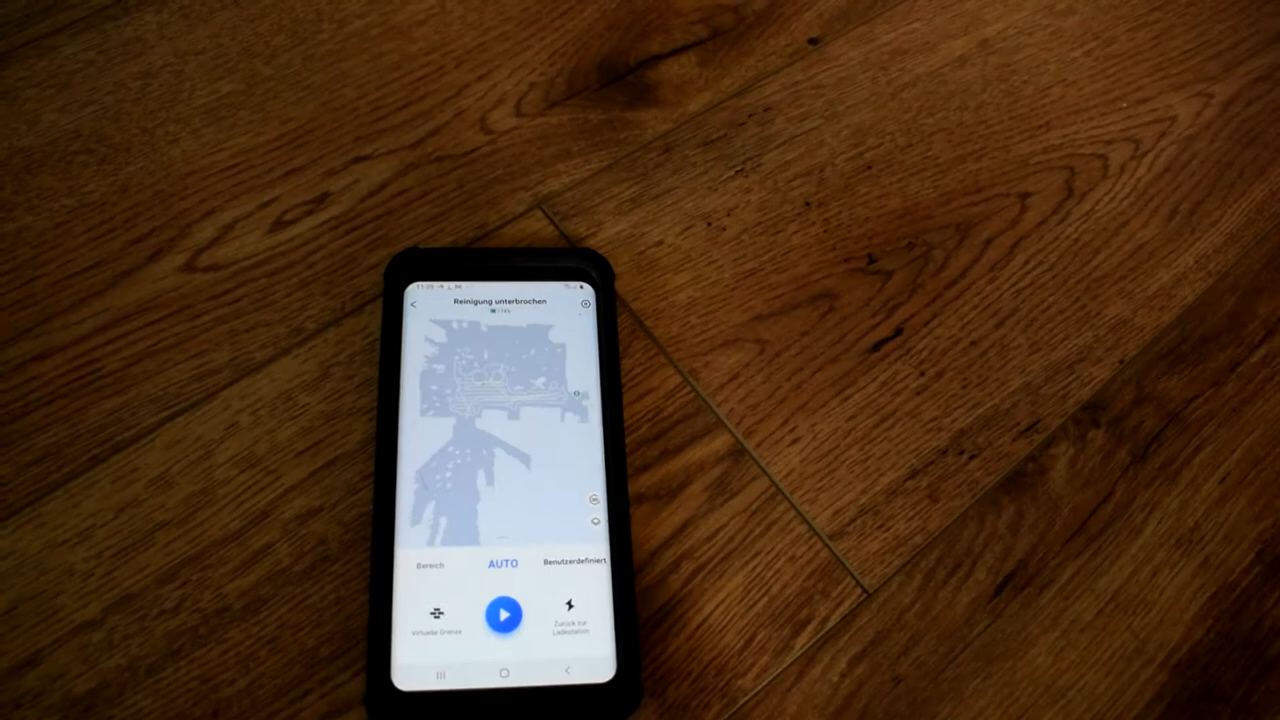 Reinigung unterbrochen
Bereich
AUTO
Benutzerdefiniert
Virtuelle Grenze
Zurück zur
Ladestation